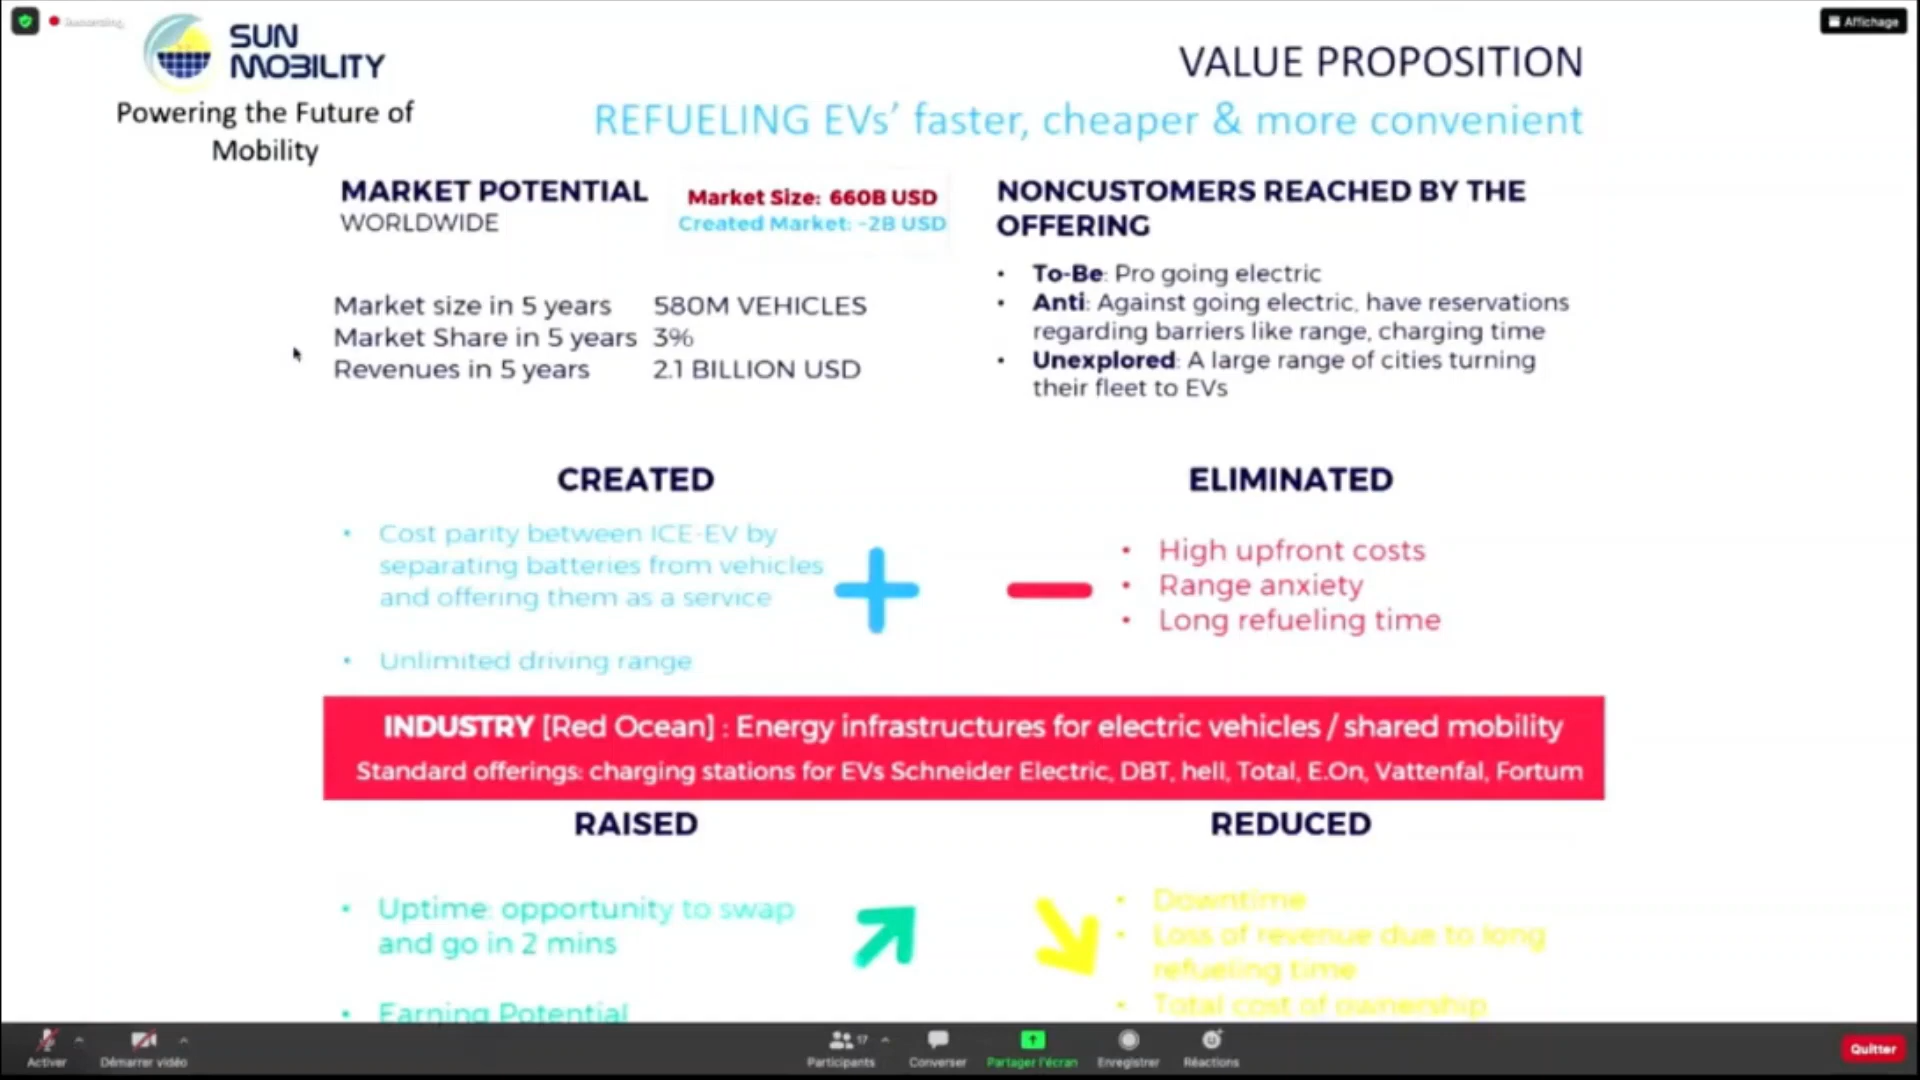 Affichage
SUN
MOBILITY
Powering the Future of
Mobility
VALUE PROPOSITION
REFUELING EVs’ faster, cheaper & more convenient
MARKET POTENTIAL
WORLDWIDE
Market Size: 660B USD
Created Market: ~2B USD
Market size in 5 years 580M VEHICLES
Market Share in 5 years 3%
Revenues in 5 years 2.1 BILLION USD
NONCUSTOMERS REACHED BY THE
OFFERING
• To-Be: Pro going electric
• Anti: Against going electric, have reservations
regarding barriers like range, charging time
• Unexplored: A large range of cities turning
their fleet to EVs
CREATED
• Cost parity between ICE-EV by
separating batteries from vehicles
and offering them as a service
• Unlimited driving range
ELIMINATED
• High upfront costs
• Range anxiety
• Long refueling time
INDUSTRY [Red Ocean] : Energy infrastructures for electric vehicles / shared mobility
Standard offerings: charging stations for EVs Schneider Electric, DBT, hell, Total, E.On, Vattenfal, Fortum
RAISED
• Uptime: opportunity to swap
and go in 2 mins
• Earning Potential
REDUCED
• Downtime
• Loss of revenue due to long
refueling time
• Total cost of ownership
Activer
Démarrer vidéo
17
Participants
Converser
Partager l'écran
Enregistrer
Réactions
Quitter